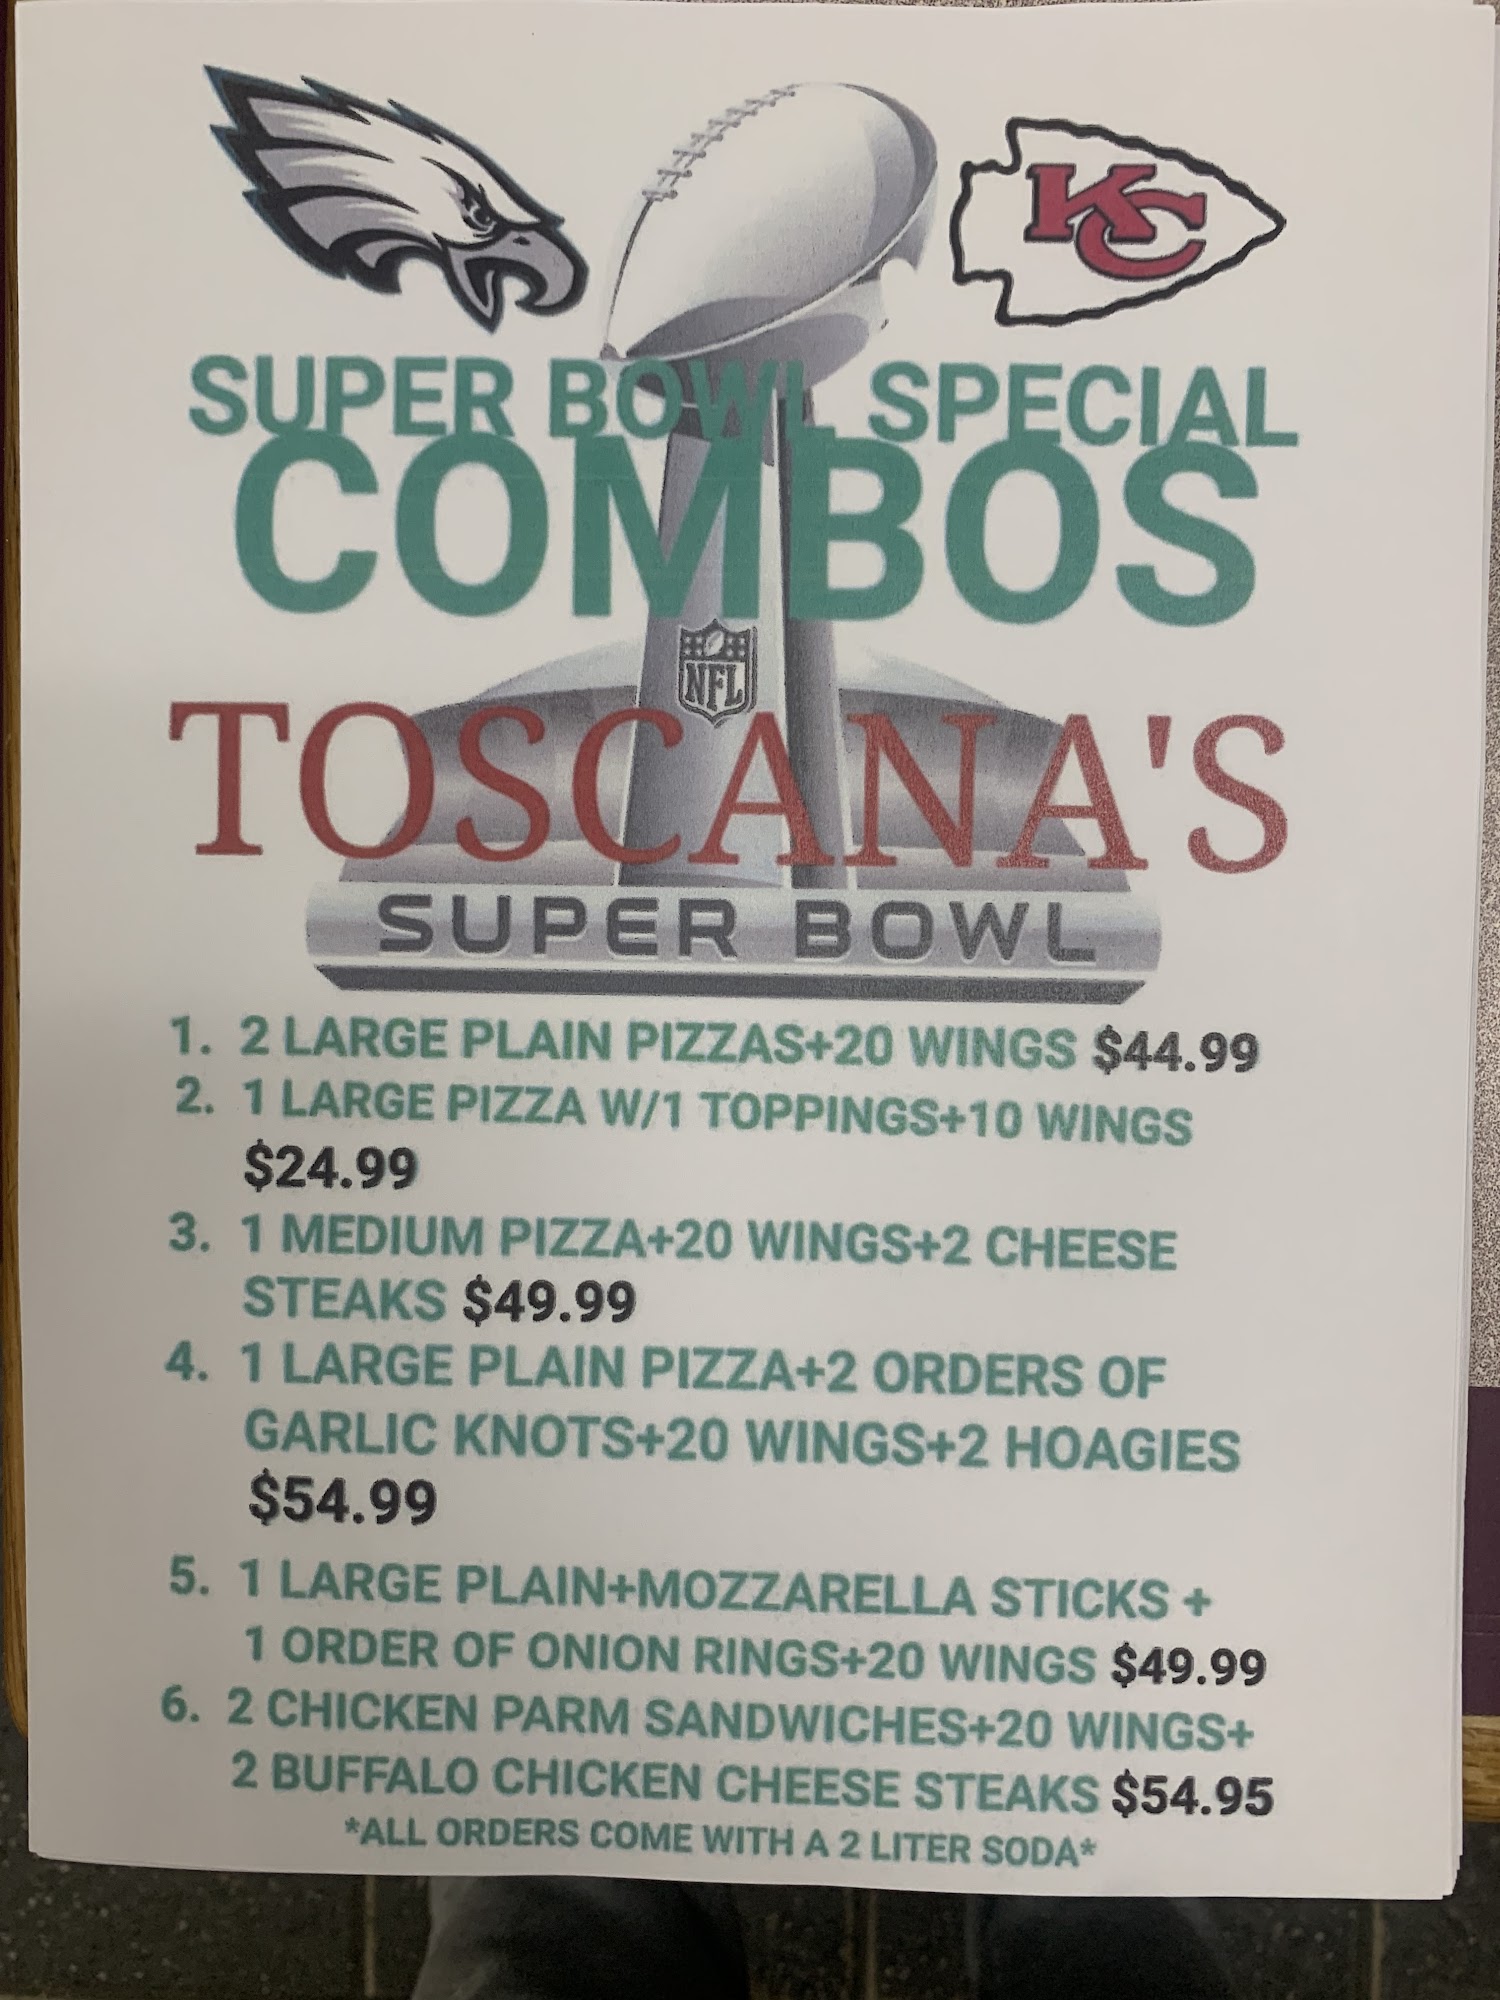 KC
SUPER BOWL SPECIAL
COMBOS
NFL
TOSCANA'S
SUPER BOWL
1. 2 LARGE PLAIN PIZZAS+20 WINGS $44.99
2. 1 LARGE PIZZA W/1 TOPPINGS+10 WINGS
$24.99
3. 1 MEDIUM PIZZA+20 WINGS+2 CHEESE
STEAKS $49.99
4. 1 LARGE PLAIN PIZZA+2 ORDERS OF
GARLIC KNOTS+20 WINGS+2 HOAGIES
$54.99
5. 1 LARGE PLAIN+MOZZARELLA STICKS +
1 ORDER OF ONION RINGS+20 WINGS $49.99
6. 2 CHICKEN PARM SANDWICHES+20 WINGS+
2 BUFFALO CHICKEN CHEESE STEAKS $54.95
*ALL ORDERS COME WITH A 2 LITER SODA*